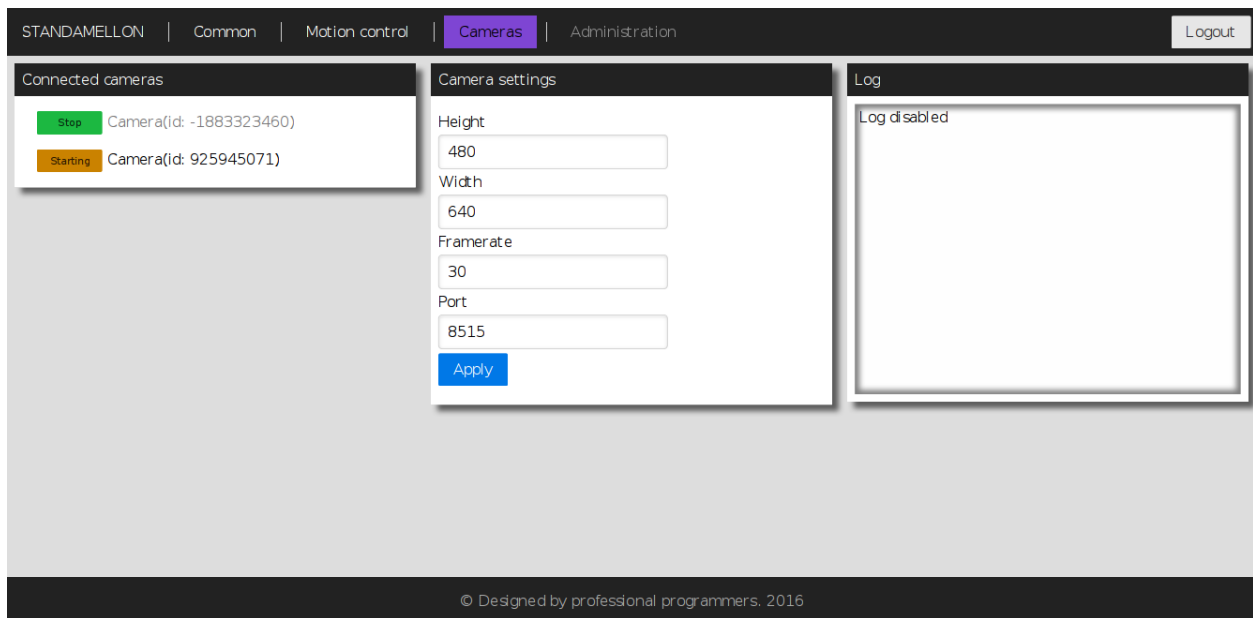 STANDAMELLON | Common | Motion control | Cameras | Administration Logout
Connected cameras
Stop Camera(id: -1883323460)
Starting Camera(id: 925945071)
Camera settings
Height
480
Width
640
Framerate
30
Port
8515
Apply
Log
Log disabled
© Designed by professional programmers. 2016